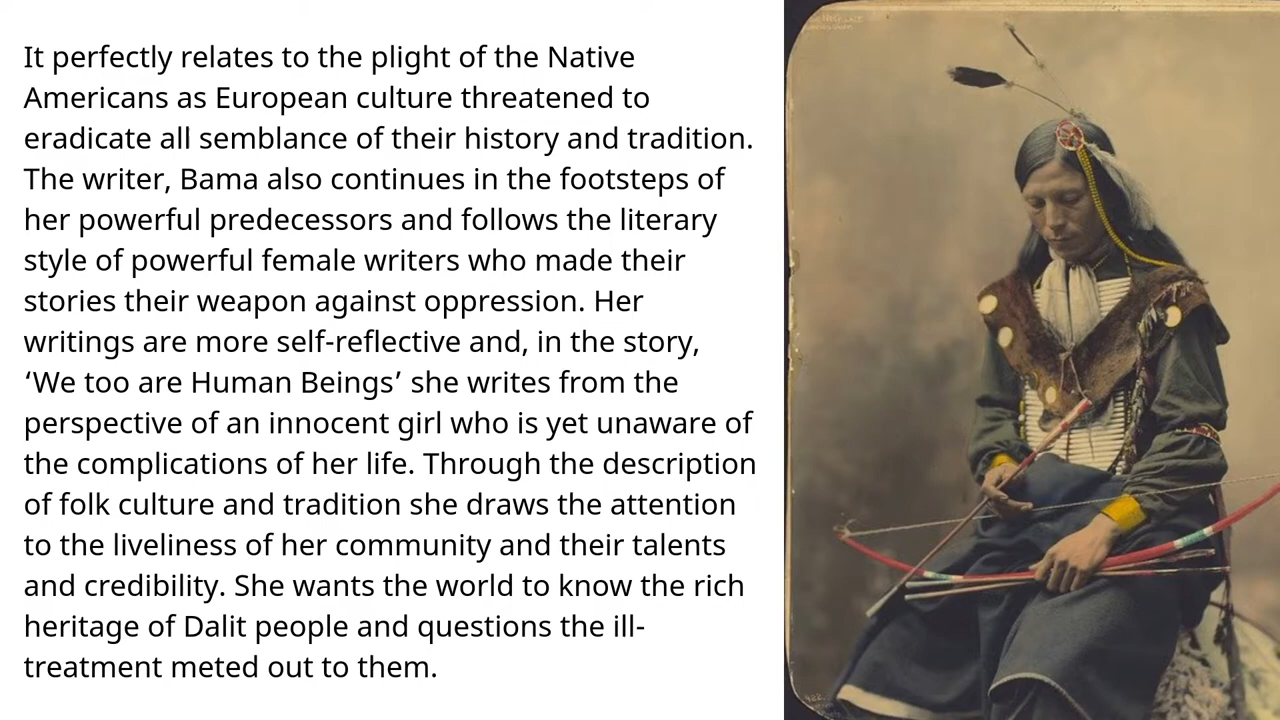 It perfectly relates to the plight of the Native
Americans as European culture threatened to
eradicate all semblance of their history and tradition.
The writer, Bama also continues in the footsteps of
her powerful predecessors and follows the literary
style of powerful female writers who made their
stories their weapon against oppression. Her
writings are more self-reflective and, in the story,
‘We too are Human Beings’ she writes from the
perspective of an innocent girl who is yet unaware of
the complications of her life. Through the description
of folk culture and tradition she draws the attention
to the liveliness of her community and their talents
and credibility. She wants the world to know the rich
heritage of Dalit people and questions the ill-
treatment meted out to them.